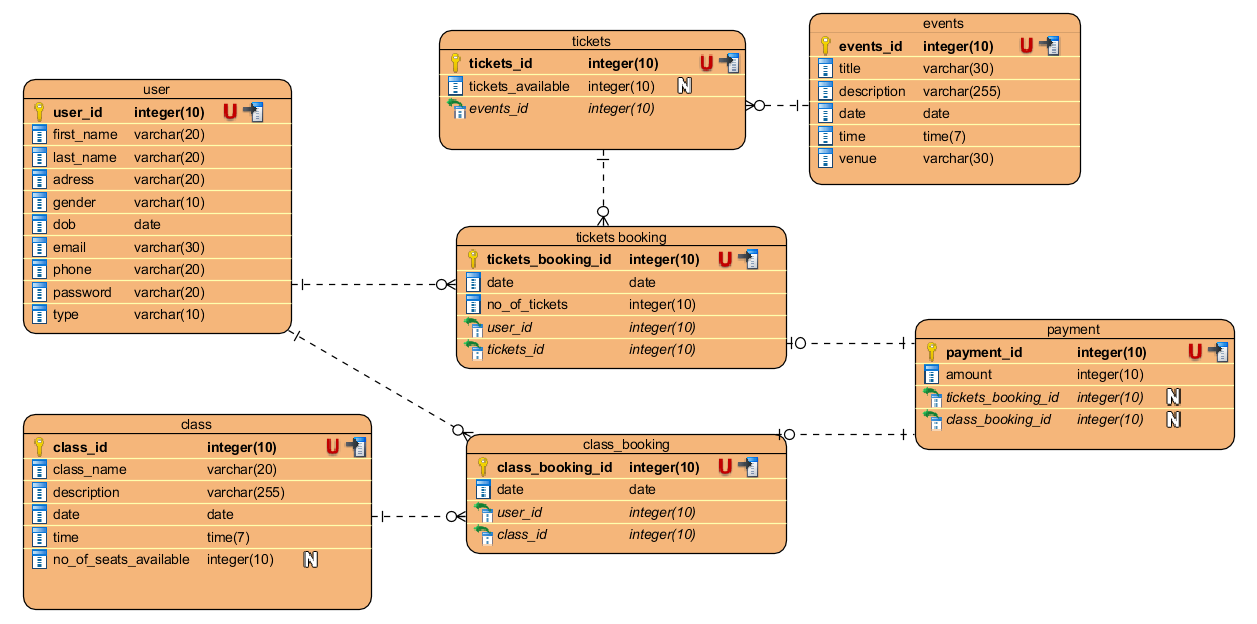 user
user_id integer(10) U
first_name varchar(20)
last_name varchar(20)
adress varchar(20)
gender varchar(10)
dob date
email varchar(30)
phone varchar(20)
password varchar(20)
type varchar(10)
tickets
tickets_id integer(10) U
tickets_available integer(10) N
events_id integer(10)
events
events_id integer(10) U
title varchar(30)
description varchar(255)
date date
time time(7)
venue varchar(30)
tickets booking
tickets_booking_id integer(10) U
date date
no_of_tickets integer(10)
user_id integer(10)
tickets_id integer(10)
payment
payment_id integer(10) U
amount integer(10)
tickets_booking_id integer(10) N
class_booking_id integer(10) N
class
class_id integer(10) U
class_name varchar(20)
description varchar(255)
date date
time time(7)
no_of_seats_available integer(10) N
class_booking
class_booking_id integer(10) U
date date
user_id integer(10)
class_id integer(10)